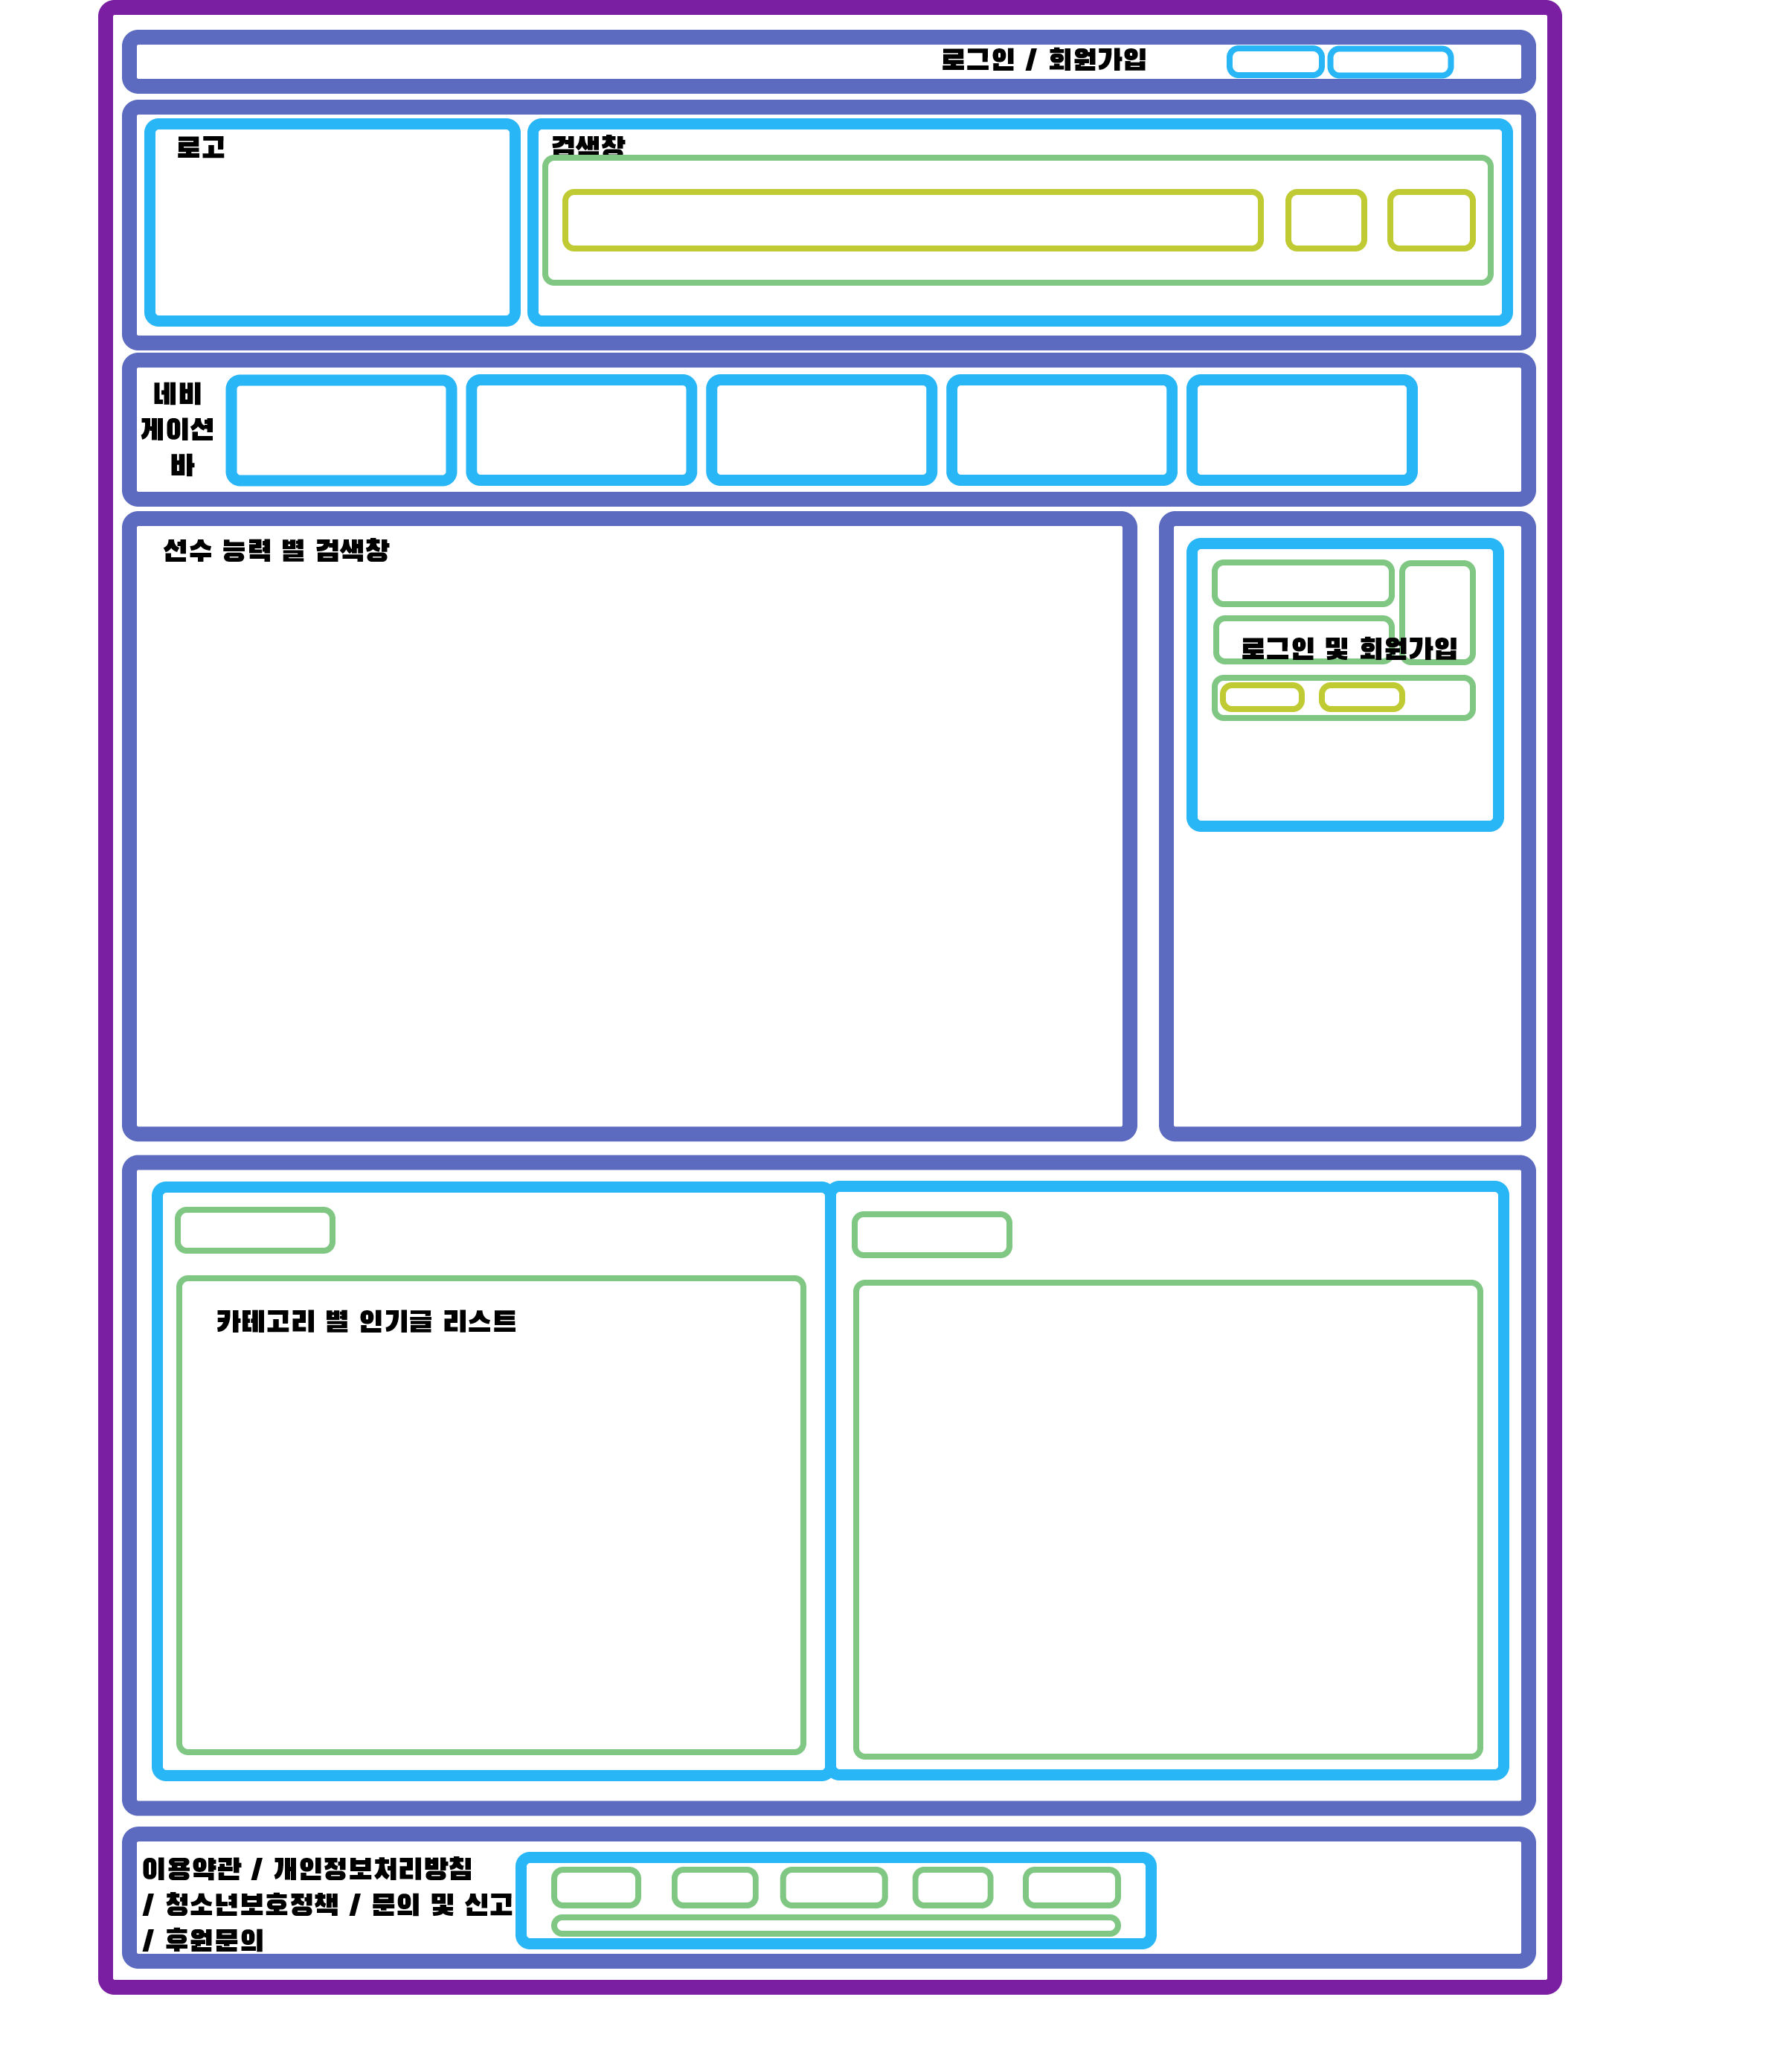 로그인 / 회원가입
로고
검색창
네비
게이션
바
선수 능력 별 검색창
로그인 및 회원가입
카테고리 별 인기글 리스트
이용약관 / 개인정보처리방침
/ 청소년보호정책 / 문의 및 신고
/ 후원문의